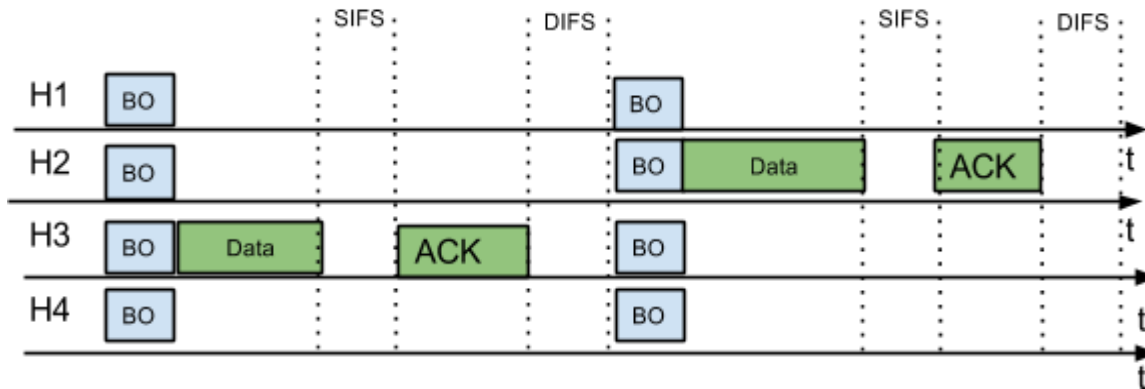 SIFS DIFS SIFS DIFS
H1 BO BO
t
H2 BO BO Data ACK
t
H3 BO Data ACK BO
t
H4 BO BO
t